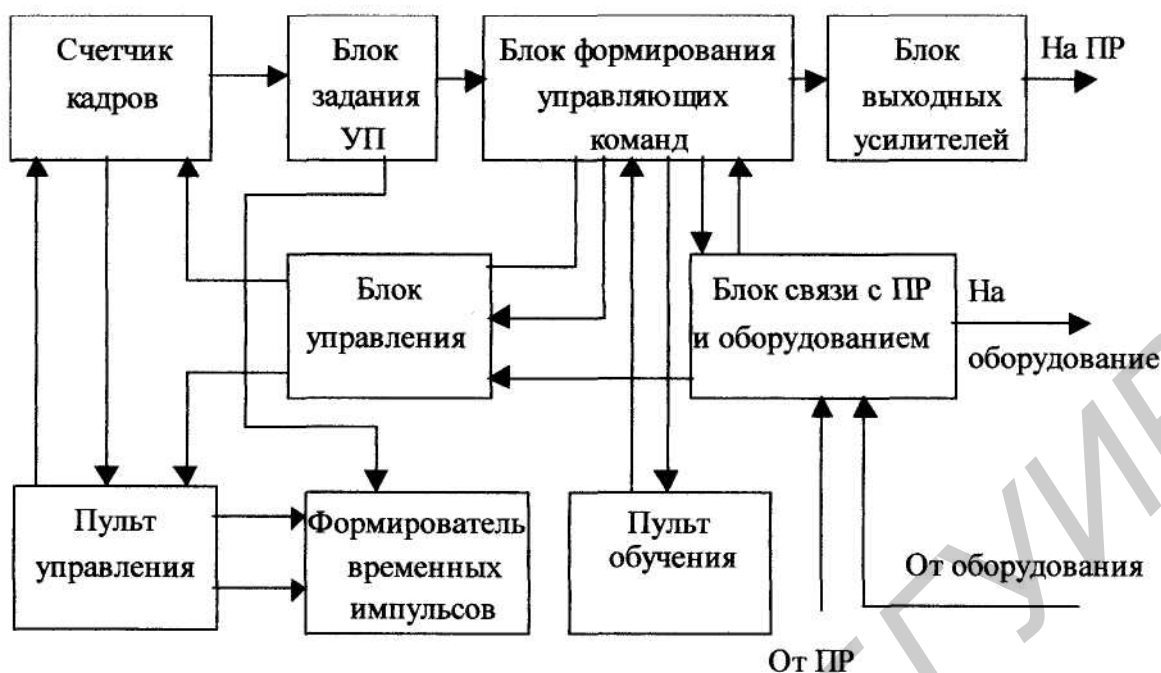 Счетчик
кадров
Блок
задания
УП
Блок формирования
управляющих
команд
Блок
выходных
усилителей
На ПР
Блок
управления
Блок связи с ПР
и оборудованием
На
оборудование
Пульт
управления
Формирователь
временных
импульсов
Пульт
обучения
От оборудования
От ПР
ГУИР